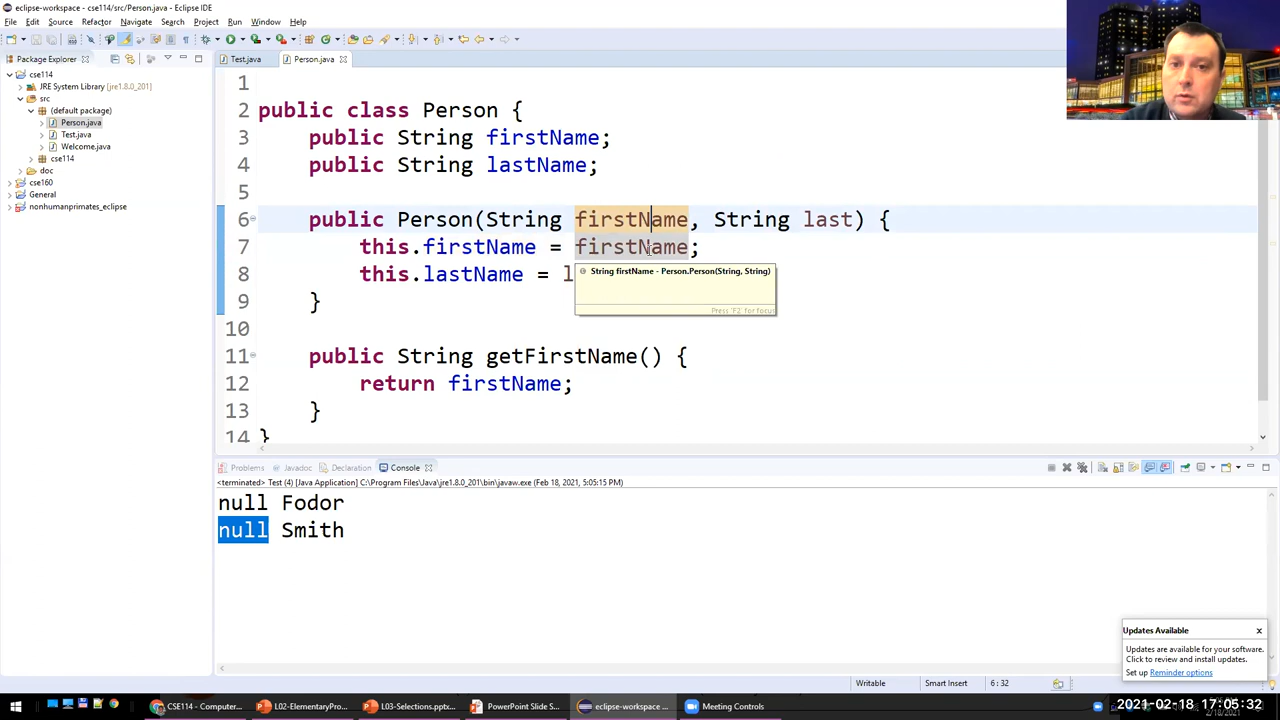 eclipse-workspace - cse114/src/Person.java - Eclipse IDE
File Edit Source Refactor Navigate Search Project Run Window Help
Package Explorer
Test.java Person.java
cse114
JRE System Library [jre1.8.0_201]
src
(default package)
Person.java
Test.java
Welcome.java
cse114
doc
cse160
General
nonhumanprimates_eclipse
1
2 public class Person {
3 public String firstName;
4 public String lastName;
5
6 public Person(String firstName, String last) {
7 this.firstName = firstName;
8 this.lastName = l
String firstName - Person.Person(String, String)
Press 'F2' for focus
9 }
10
11 public String getFirstName() {
12 return firstName;
13 }
14 }
Problems Javadoc Declaration Console
<terminated> Test (4) [Java Application] C:\Program Files\Java\jre1.8.0_201\bin\javaw.exe (Feb 18, 2021, 5:05:15 PM)
null Fodor
null Smith
Updates Available
Updates are available for your software.
Click to review and install updates.
Set up Reminder options
Writable Smart Insert 6 : 32
CSE114 - Computer... L02-ElementaryPro... L03-Selections.pptx... PowerPoint Slide S... eclipse-workspace ... Meeting Controls
2021-02-18 17:05:32